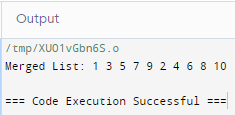 Output
/tmp/XUO1vGbn6S.o
Merged List: 1 3 5 7 9 2 4 6 8 10
=== Code Execution Successful ===